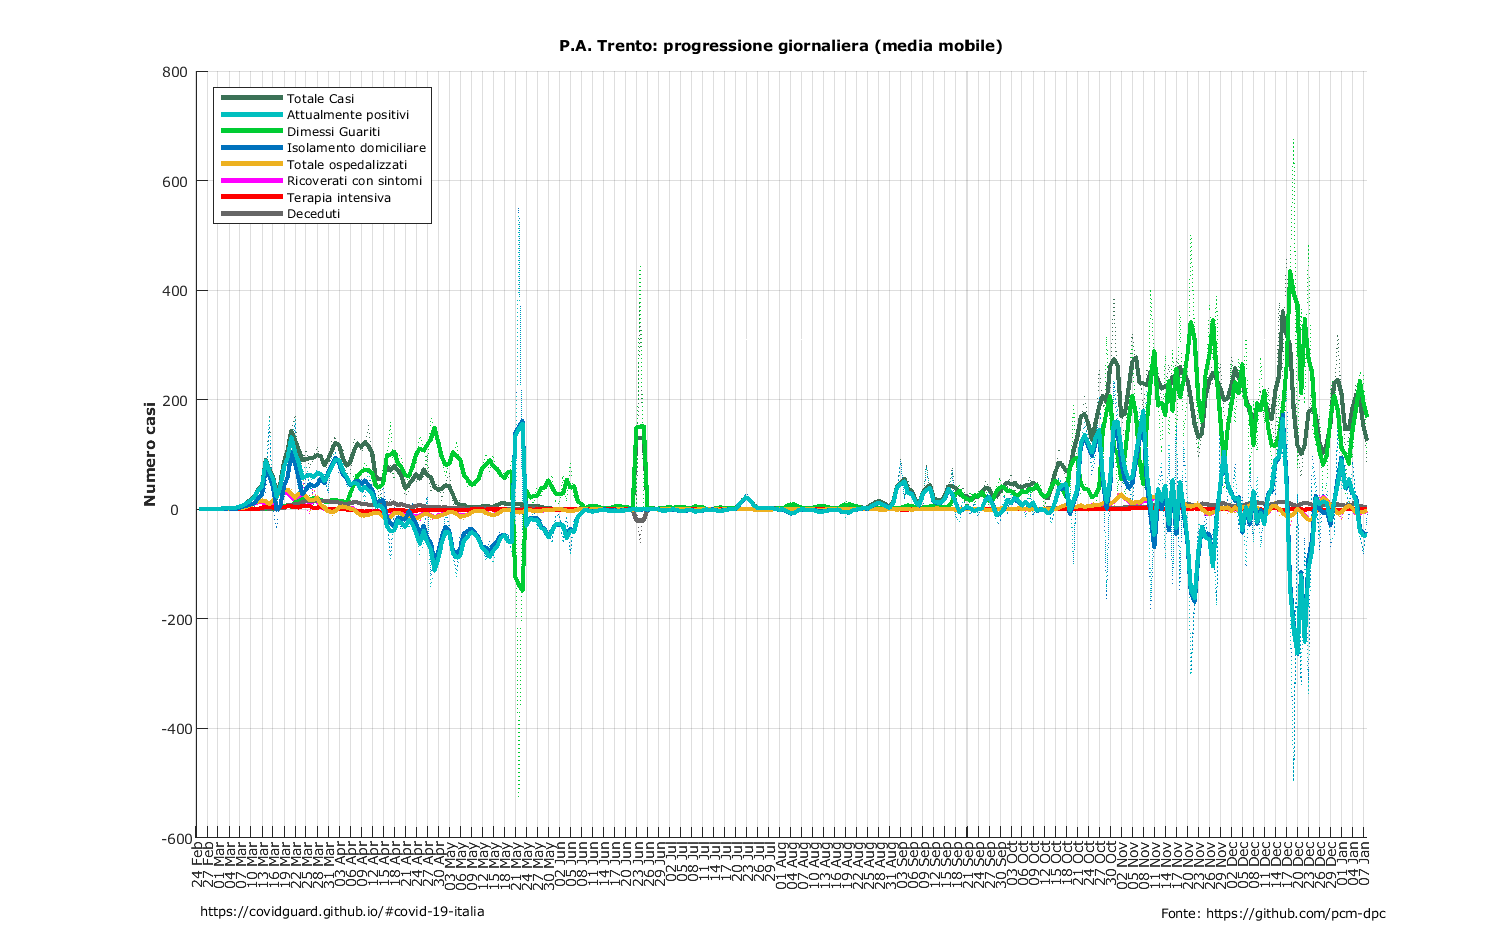 P.A. Trento: progressione giornaliera (media mobile)
800
600
400
200
0
-200
-400
-600
Numero casi
Totale Casi
Attualmente positivi
Dimessi Guariti
Isolamento domiciliare
Totale ospedalizzati
Ricoverati con sintomi
Terapia intensiva
Deceduti
24 Feb
27 Feb
01 Mar
04 Mar
07 Mar
10 Mar
13 Mar
16 Mar
19 Mar
22 Mar
25 Mar
28 Mar
31 Mar
03 Apr
06 Apr
09 Apr
12 Apr
15 Apr
18 Apr
21 Apr
24 Apr
27 Apr
30 Apr
03 May
06 May
09 May
12 May
15 May
18 May
21 May
24 May
27 May
30 May
02 Jun
05 Jun
08 Jun
11 Jun
14 Jun
17 Jun
20 Jun
23 Jun
26 Jun
29 Jun
02 Jul
05 Jul
08 Jul
11 Jul
14 Jul
17 Jul
20 Jul
23 Jul
26 Jul
29 Jul
01 Aug
04 Aug
07 Aug
10 Aug
13 Aug
16 Aug
19 Aug
22 Aug
25 Aug
28 Aug
31 Aug
03 Sep
06 Sep
09 Sep
12 Sep
15 Sep
18 Sep
21 Sep
24 Sep
27 Sep
30 Sep
03 Oct
06 Oct
09 Oct
12 Oct
15 Oct
18 Oct
21 Oct
24 Oct
27 Oct
30 Oct
02 Nov
05 Nov
08 Nov
11 Nov
14 Nov
17 Nov
20 Nov
23 Nov
26 Nov
29 Nov
02 Dec
05 Dec
08 Dec
11 Dec
14 Dec
17 Dec
20 Dec
23 Dec
26 Dec
29 Dec
01 Jan
04 Jan
07 Jan
https://covidguard.github.io/#covid-19-italia
Fonte: https://github.com/pcm-dpc